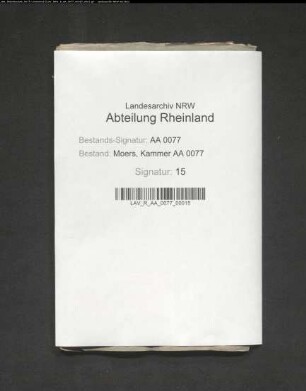 Landesarchiv NRW
Abteilung Rheinland
Bestands-Signatur: AA 0077
Bestand: Moers, Kammer AA 0077
Signatur: 15
LAV_R_AA_0077_00015